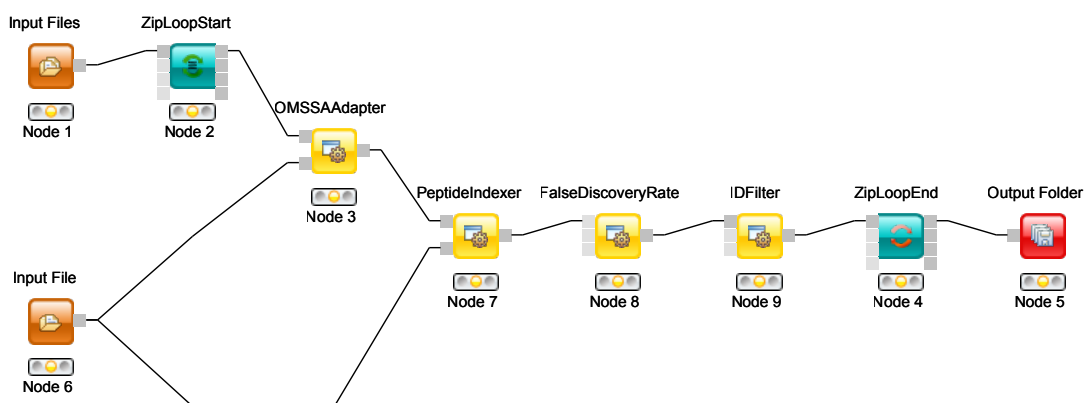 Input Files
Node 1
ZipLoopStart
Node 2
OMSSAAdapter
Node 3
PeptideIndexer
Node 7
FalseDiscoveryRate
Node 8
IDFilter
Node 9
ZipLoopEnd
Node 4
Output Folder
Node 5
Input File
Node 6